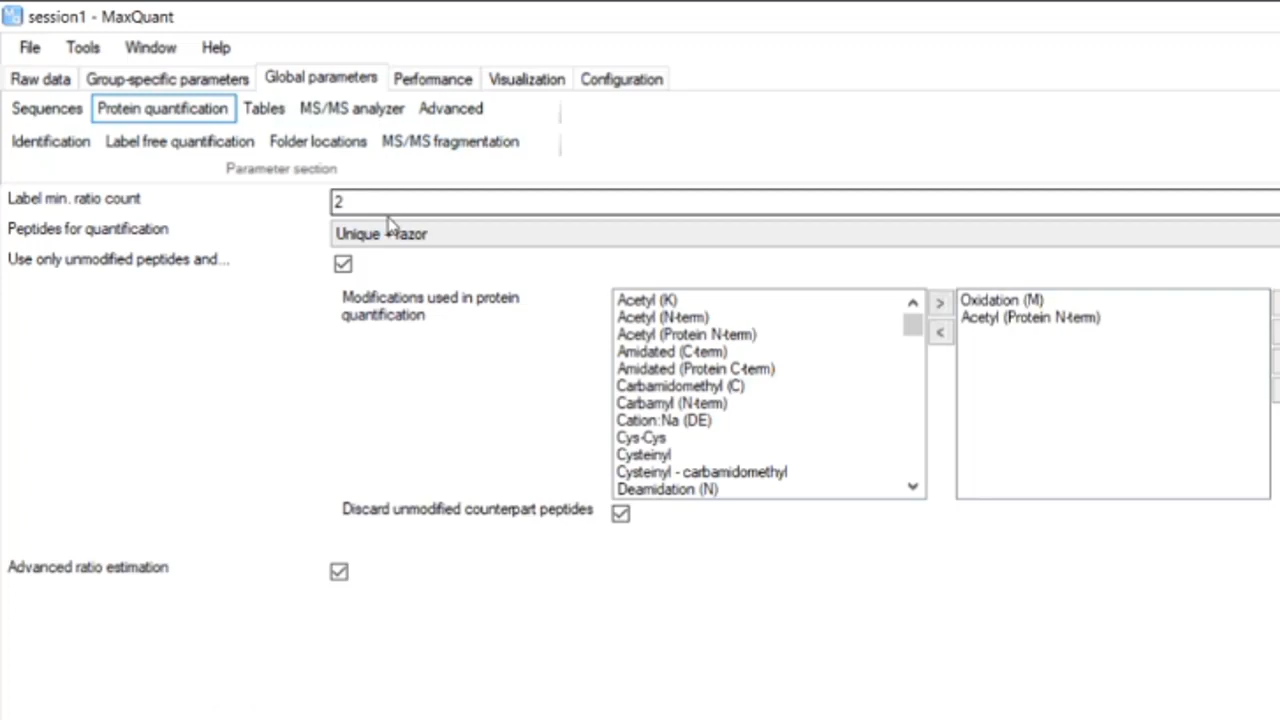 session1 - MaxQuant
File Tools Window Help
Raw data Group-specific parameters Global parameters Performance Visualization Configuration
Sequences Protein quantification Tables MS/MS analyzer Advanced
Identification Label free quantification Folder locations MS/MS fragmentation
Parameter section
Label min. ratio count 2
Peptides for quantification Unique + razor
Use only unmodified peptides and...
Modifications used in protein
quantification
Acetyl (K)
Acetyl (N-term)
Acetyl (Protein N-term)
Amidated (C-term)
Amidated (Protein C-term)
Carbamidomethyl (C)
Carbamyl (N-term)
Cation:Na (DE)
Cys-Cys
Cysteinyl
Cysteinyl - carbamidomethyl
Deamidation (N)
>
<
Oxidation (M)
Acetyl (Protein N-term)
Discard unmodified counterpart peptides
Advanced ratio estimation